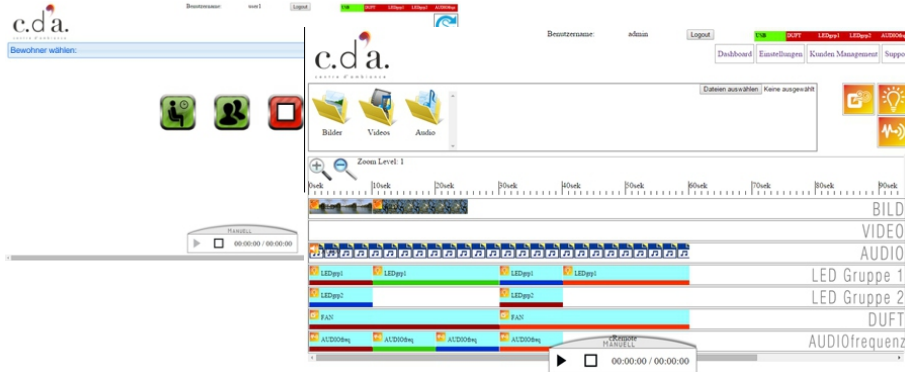 Benutzername: user1 Logout
USB DUFT LEDgrp1 LEDgrp2 AUDIOfreq
c.d'a.
Bewohner wählen:
MANUELL
00:00:00 / 00:00:00
Benutzername: admin Logout
USB DUFT LEDgrp1 LEDgrp2 AUDIOfreq
c.d'a.
centre d'ambiance
Dashboard Einstellungen Kunden Management Suppo
Dateien auswählen Keine ausgewählt
Bilder Videos Audio
Zoom Level: 1
0sek 10sek 20sek 30sek 40sek 50sek 60sek 70sek 80sek 90sek
BILD
VIDEO
AUDIO
LEDgrp1 LEDgrp1 LEDgrp1 LEDgrp1 LED Gruppe 1
LEDgrp2 LEDgrp2 LED Gruppe 2
FAN FAN DUFT
AUDIOfreq AUDIOfreq AUDIOfreq AUDIOfreq AUDIOfrequenz
MANUELL
00:00:00 / 00:00:00